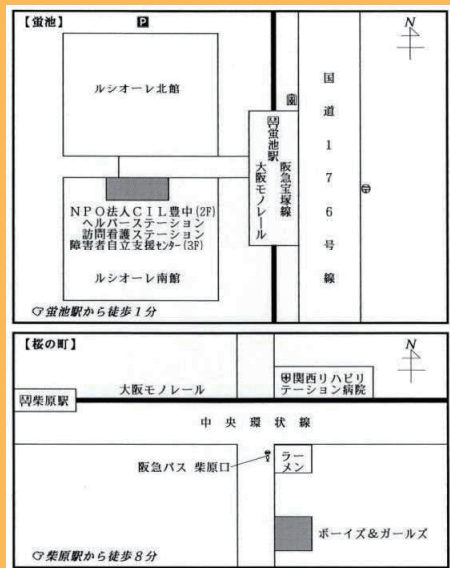 【蛍池】
P
N
ルシオーレ北館
蛍池駅
大阪モノレール
阪急宝塚線
国道176号線
NPO法人CIL豊中(2F)
ヘルパーステーション
訪問看護ステーション
障害者自立支援センター(3F)
ルシオーレ南館
蛍池駅から徒歩1分
【桜の町】
N
大阪モノレール
関西リハビリ
テーション病院
柴原駅
中央環状線
阪急バス 柴原口
ラー
メン
ボーイズ&ガールズ
柴原駅から徒歩8分